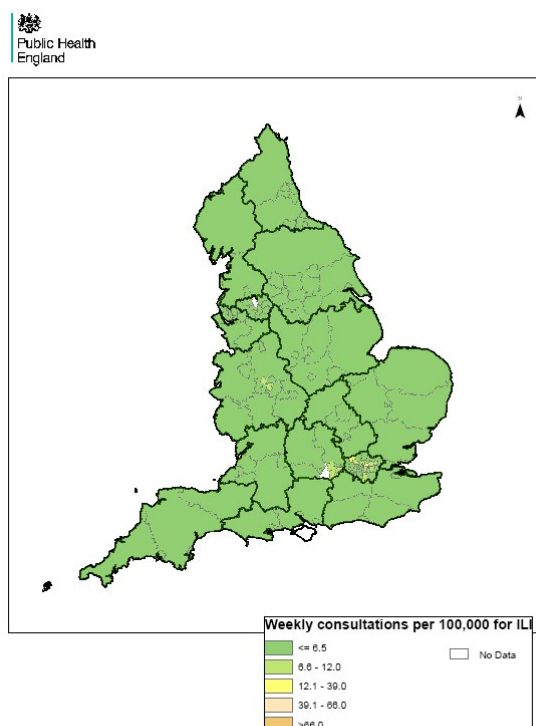 Public Health
England
N
Weekly consultations per 100,000 for ILI
<= 6.5
6.6 - 12.0
12.1 - 39.0
39.1 - 66.0
>66.0
No Data